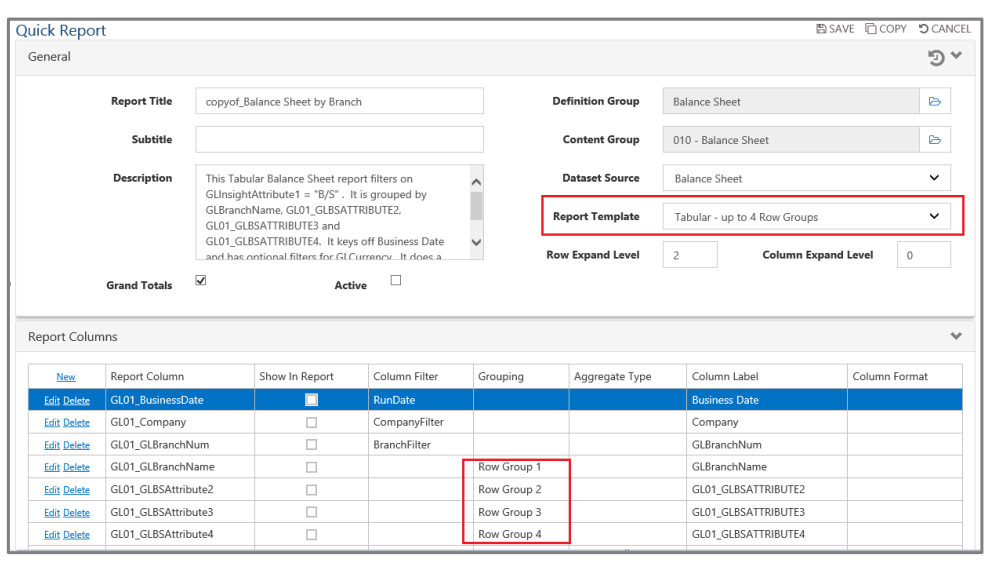 Quick Report SAVE COPY CANCEL
General
Report Title copyof_Balance Sheet by Branch Definition Group Balance Sheet
Subtitle Content Group 010 - Balance Sheet
Description This Tabular Balance Sheet report filters on Dataset Source Balance Sheet
GLInsightAttribute1 = "B/S" . It is grouped by
GLBranchName, GL01_GLBSATTRIBUTE2, Report Template Tabular - up to 4 Row Groups
GL01_GLBSATTRIBUTE3 and
GL01_GLBSATTRIBUTE4. It keys off Business Date
and has optional filters for GLCurrency. It does a Row Expand Level 2 Column Expand Level 0
Grand Totals Active
Report Columns
New Report Column Show In Report Column Filter Grouping Aggregate Type Column Label Column Format
Edit Delete GL01_BusinessDate RunDate Business Date
Edit Delete GL01_Company CompanyFilter Company
Edit Delete GL01_GLBranchNum BranchFilter GLBranchNum
Edit Delete GL01_GLBranchName Row Group 1 GLBranchName
Edit Delete GL01_GLBSAttribute2 Row Group 2 GL01_GLBSATTRIBUTE2
Edit Delete GL01_GLBSAttribute3 Row Group 3 GL01_GLBSATTRIBUTE3
Edit Delete GL01_GLBSAttribute4 Row Group 4 GL01_GLBSATTRIBUTE4